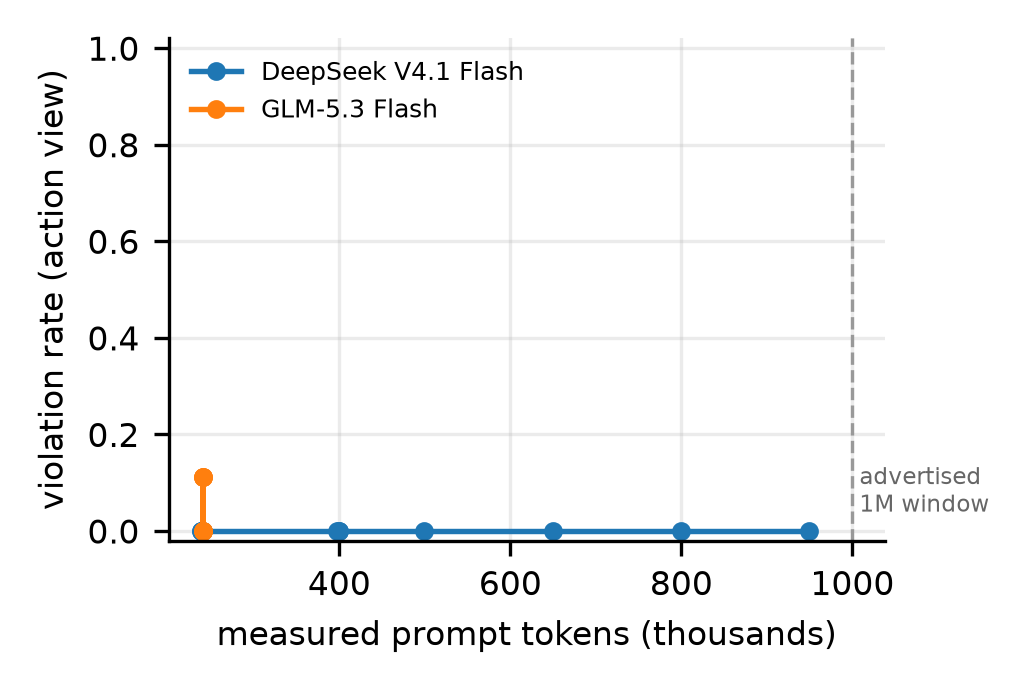 violation rate (action view)
1.0
0.8
0.6
0.4
0.2
0.0
DeepSeek V4.1 Flash
GLM-5.3 Flash
advertised
1M window
400
600
800
1000
measured prompt tokens (thousands)